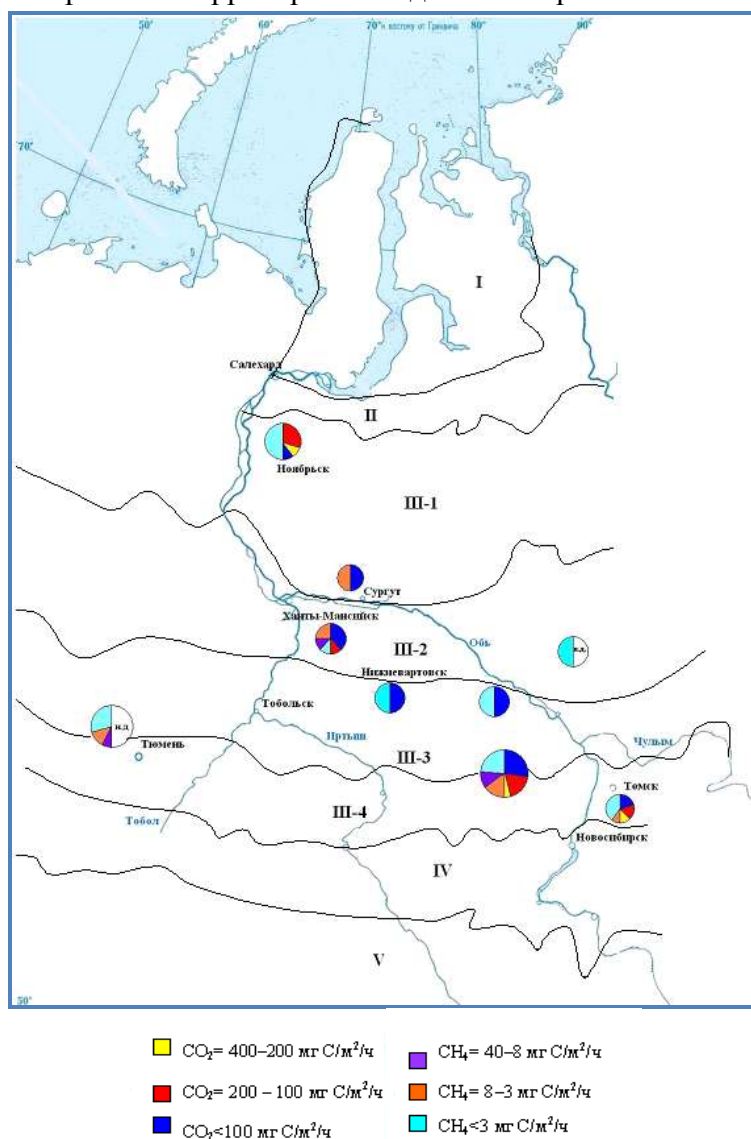 50°
60°
70°к востоку от Гринвича
80°
90°
70°
I
Салехард
II
Ноябрьск
III-1
Сургут
Ханты-Мансийск
III-2
Обь
н.д.
Нижневартовск
Тобольск
н.д
Тюмень
Иртыш
III-3
Чулым
Томск
Тобол
III-4
Новосибирск
IV
V
50°
CO₂= 400–200 мг С/м²/ч
CH₄= 40–8 мг С/м²/ч
CO₂= 200 – 100 мг С/м²/ч
CH₄= 8–3 мг С/м²/ч
CO₂<100 мг С/м²/ч
CH₄<3 мг С/м²/ч